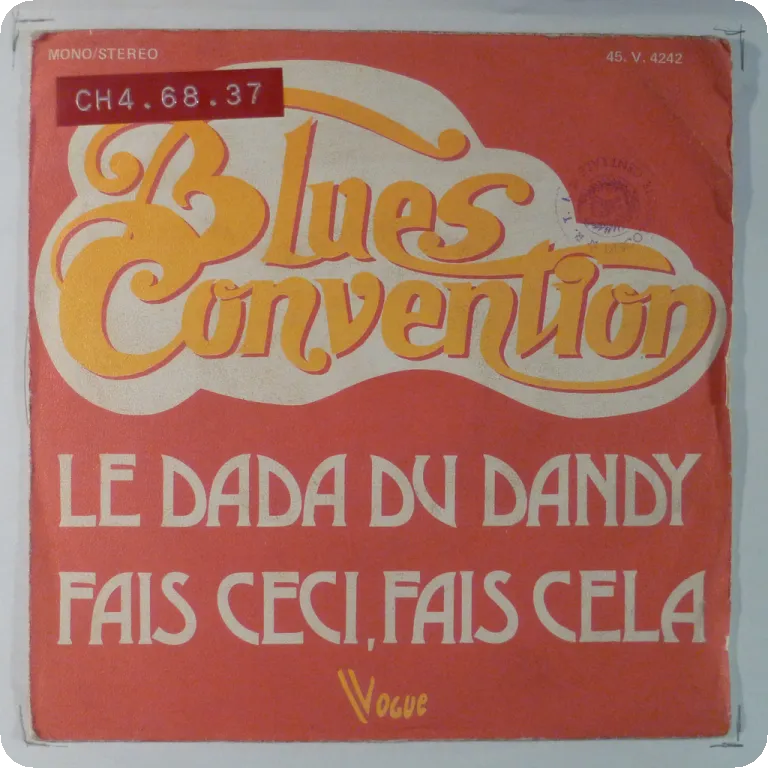 MONO/STEREO
45. V. 4242
CH4.68.37
Blues
Convention
LE DADA DU DANDY
FAIS CECI, FAIS CELA
VOGUE